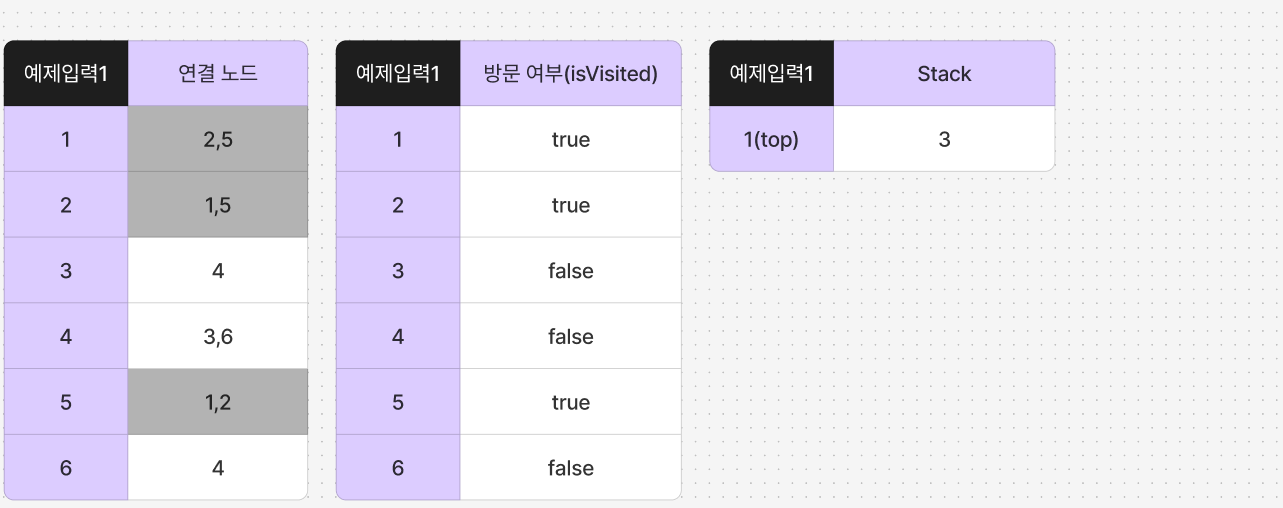 예제입력1 연결 노드
1 2,5
2 1,5
3 4
4 3,6
5 1,2
6 4
예제입력1 방문 여부(isVisited)
1 true
2 true
3 false
4 false
5 true
6 false
예제입력1 Stack
1(top) 3